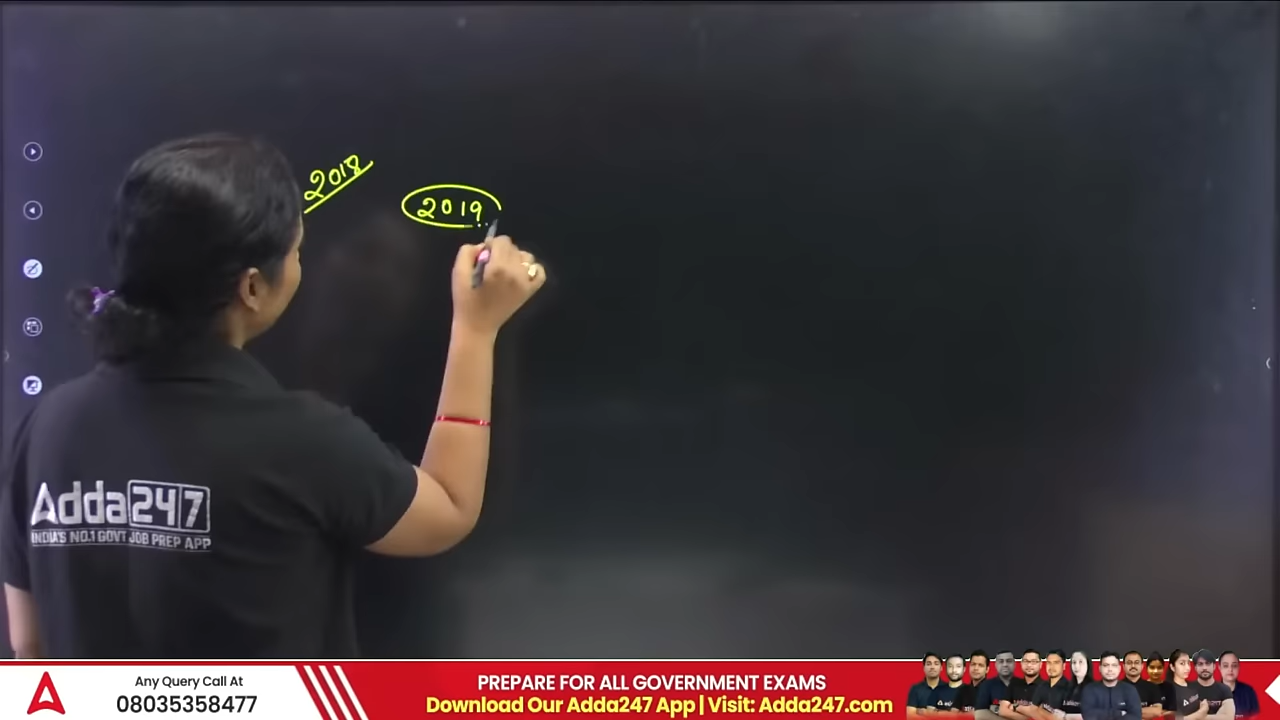 2018
2019
Adda247
INDIA'S NO.1 GOVT JOB PREP APP
Any Query Call At
08035358477
PREPARE FOR ALL GOVERNMENT EXAMS
Download Our Adda247 App | Visit: Adda247.com